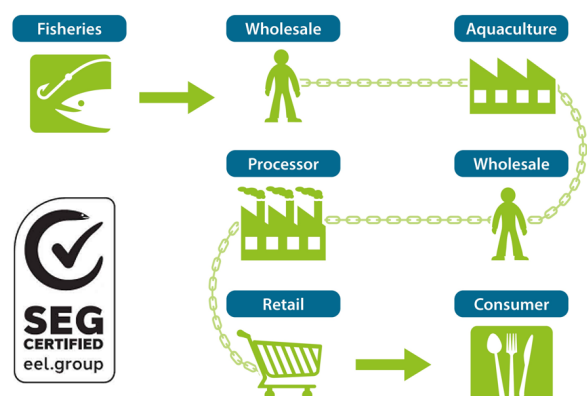 Fisheries
Wholesale
Aquaculture
Processor
Wholesale
SEG
CERTIFIED
eel.group
Retail
Consumer